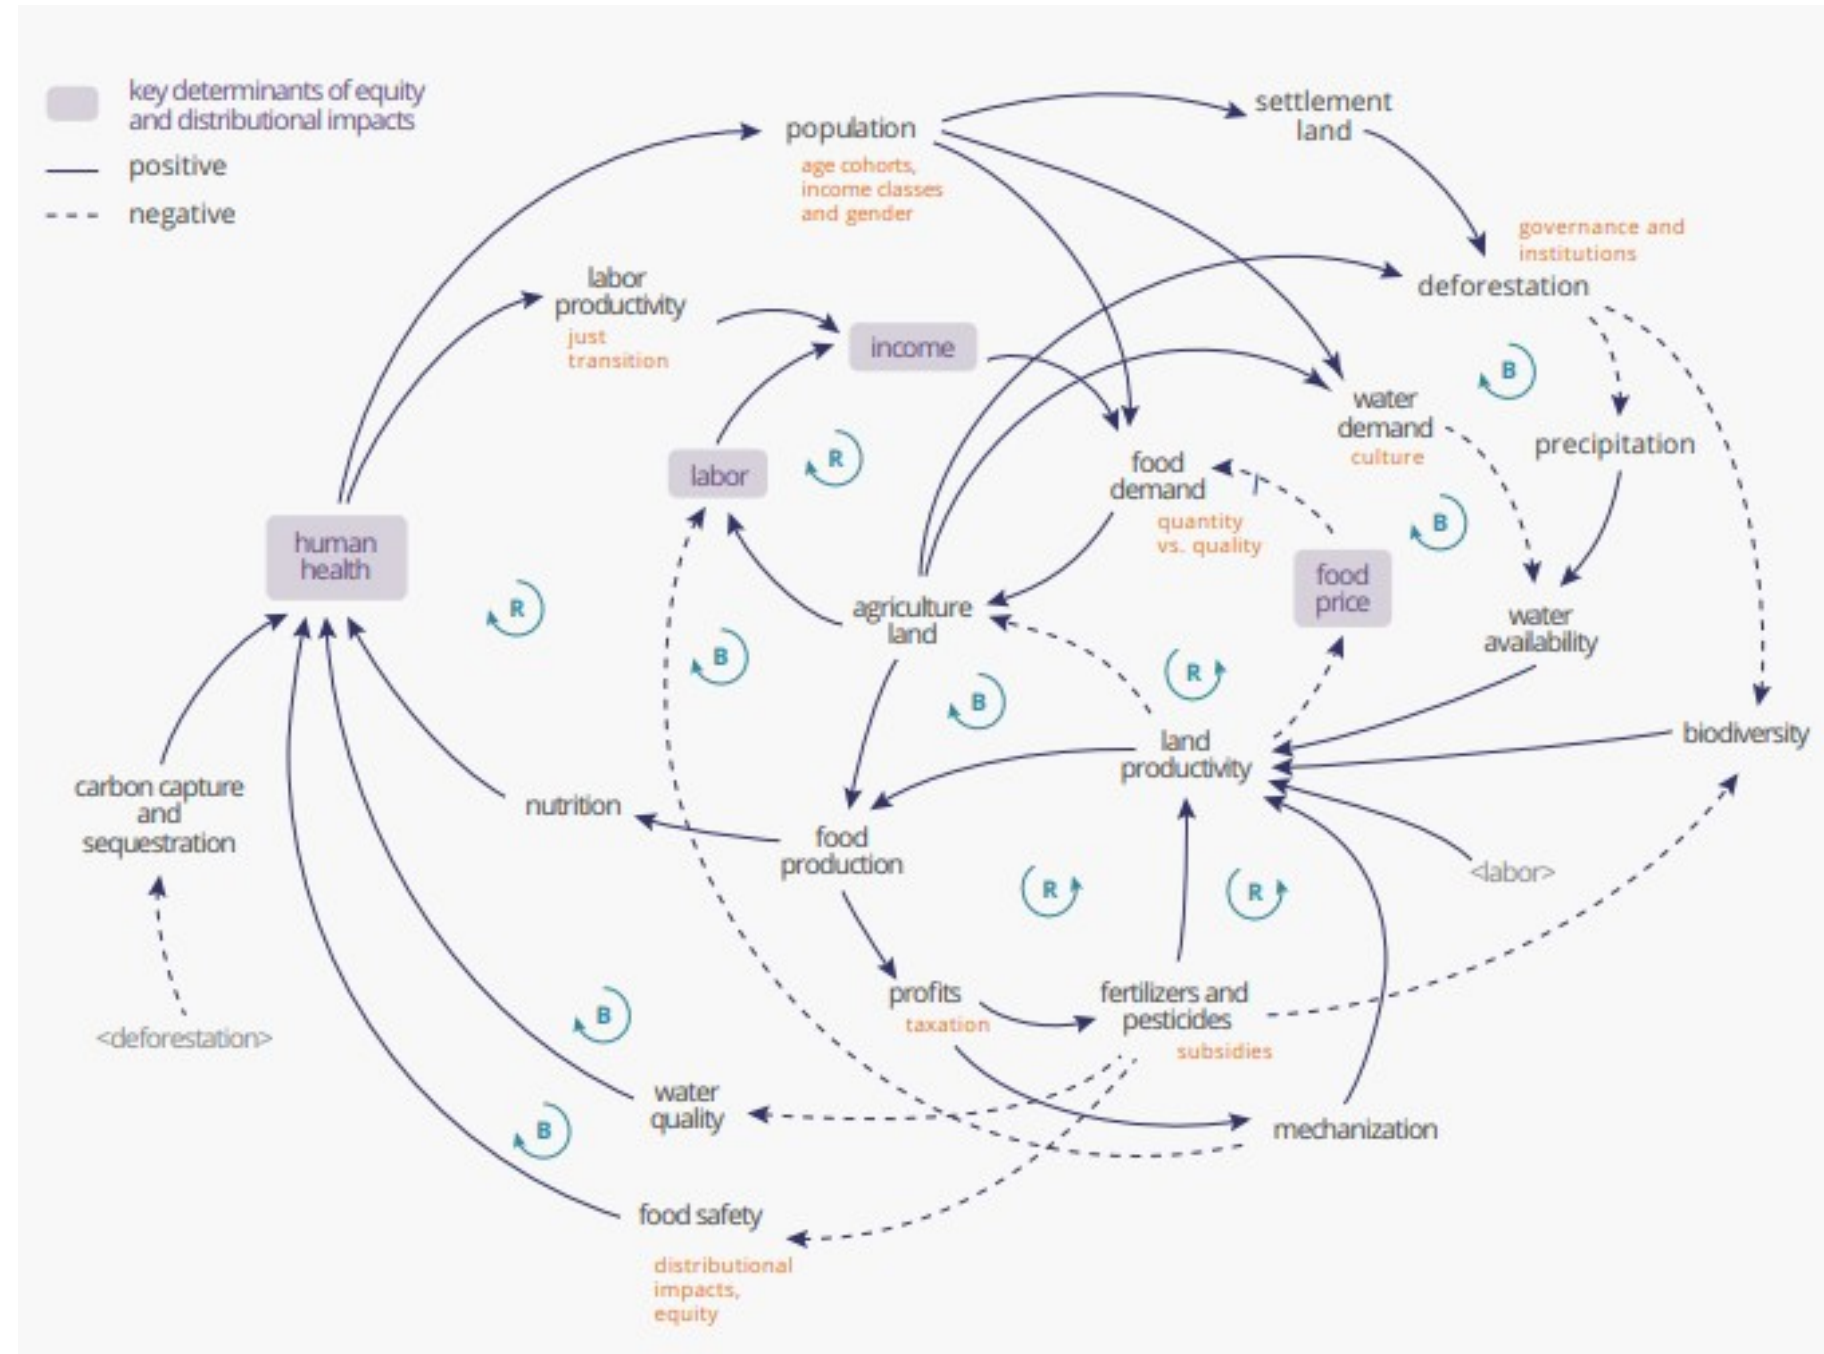 key determinants of equity
and distributional impacts
positive
negative
population
age cohorts,
income classes
and gender
settlement
land
governance and
institutions
deforestation
labor
productivity
just
transition
income
water
demand
culture
B
precipitation
labor
R
food
demand
quantity
vs. quality
B
human
health
food
price
R
agriculture
land
water
availability
B
R
B
land
productivity
biodiversity
carbon capture
and
sequestration
nutrition
food
production
<labor>
R
R
<deforestation>
profits
taxation
fertilizers and
pesticides
subsidies
B
water
quality
B
mechanization
food safety
distributional
impacts,
equity